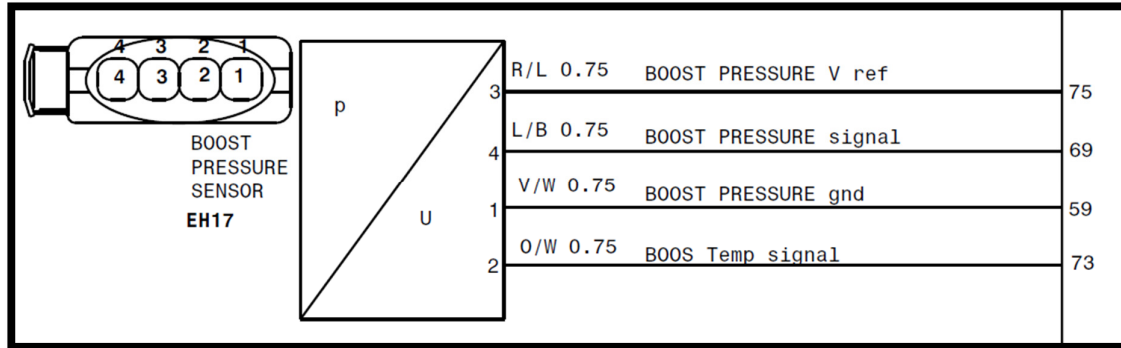 4 3 2 1
4 3 2 1
BOOST
PRESSURE
SENSOR
EH17
p
U
3 R/L 0.75 BOOST PRESSURE V ref 75
4 L/B 0.75 BOOST PRESSURE signal 69
1 V/W 0.75 BOOST PRESSURE gnd 59
2 O/W 0.75 BOOS Temp signal 73